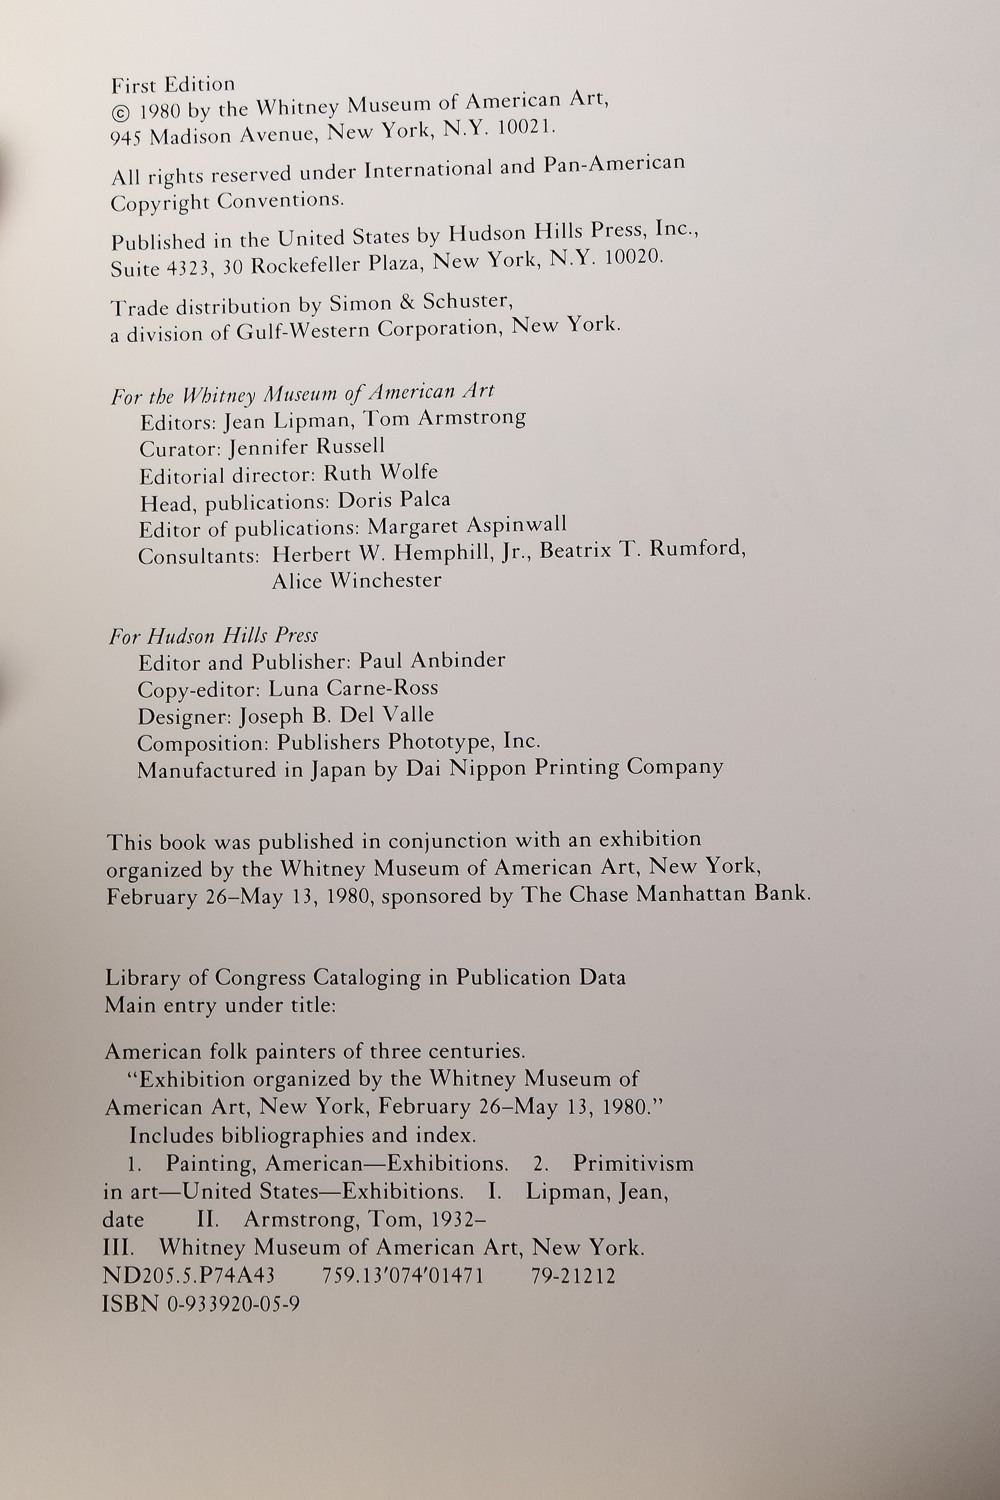 First Edition
© 1980 by the Whitney Museum of American Art,
945 Madison Avenue, New York, N.Y. 10021.
All rights reserved under International and Pan-American
Copyright Conventions.
Published in the United States by Hudson Hills Press, Inc.,
Suite 4323, 30 Rockefeller Plaza, New York, N.Y. 10020.
Trade distribution by Simon & Schuster,
a division of Gulf-Western Corporation, New York.
For the Whitney Museum of American Art
Editors: Jean Lipman, Tom Armstrong
Curator: Jennifer Russell
Editorial director: Ruth Wolfe
Head, publications: Doris Palca
Editor of publications: Margaret Aspinwall
Consultants: Herbert W. Hemphill, Jr., Beatrix T. Rumford,
Alice Winchester
For Hudson Hills Press
Editor and Publisher: Paul Anbinder
Copy-editor: Luna Carne-Ross
Designer: Joseph B. Del Valle
Composition: Publishers Phototype, Inc.
Manufactured in Japan by Dai Nippon Printing Company
This book was published in conjunction with an exhibition
organized by the Whitney Museum of American Art, New York,
February 26–May 13, 1980, sponsored by The Chase Manhattan Bank.
Library of Congress Cataloging in Publication Data
Main entry under title:
American folk painters of three centuries.
“Exhibition organized by the Whitney Museum of
American Art, New York, February 26–May 13, 1980.”
Includes bibliographies and index.
1. Painting, American—Exhibitions. 2. Primitivism
in art—United States—Exhibitions. I. Lipman, Jean,
date II. Armstrong, Tom, 1932–
III. Whitney Museum of American Art, New York.
ND205.5.P74A43 759.13′074′01471 79-21212
ISBN 0-933920-05-9